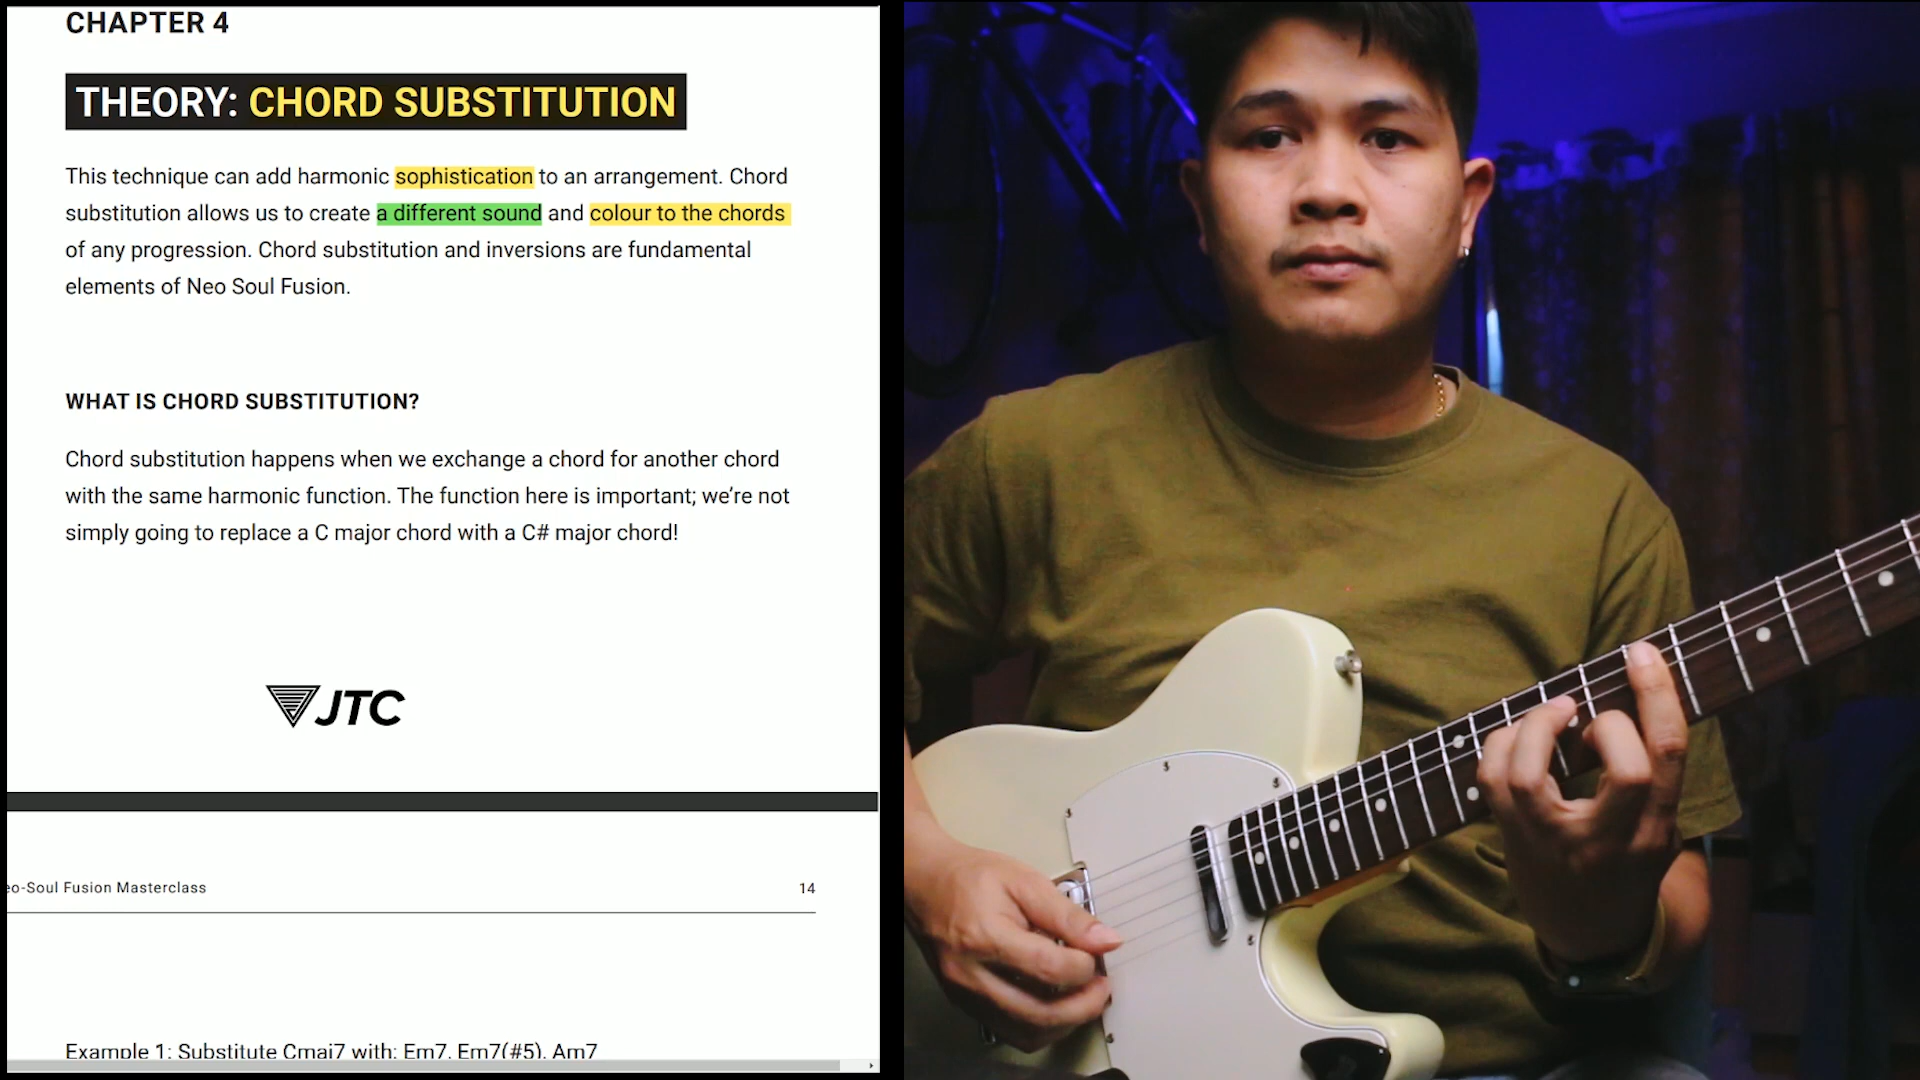 CHAPTER 4
THEORY: CHORD SUBSTITUTION
This technique can add harmonic sophistication to an arrangement. Chord
substitution allows us to create a different sound and colour to the chords
of any progression. Chord substitution and inversions are fundamental
elements of Neo Soul Fusion.
WHAT IS CHORD SUBSTITUTION?
Chord substitution happens when we exchange a chord for another chord
with the same harmonic function. The function here is important; we’re not
simply going to replace a C major chord with a C# major chord!
JTC
eo-Soul Fusion Masterclass 14
Example 1: Substitute Cmaj7 with: Em7, Em7(#5), Am7